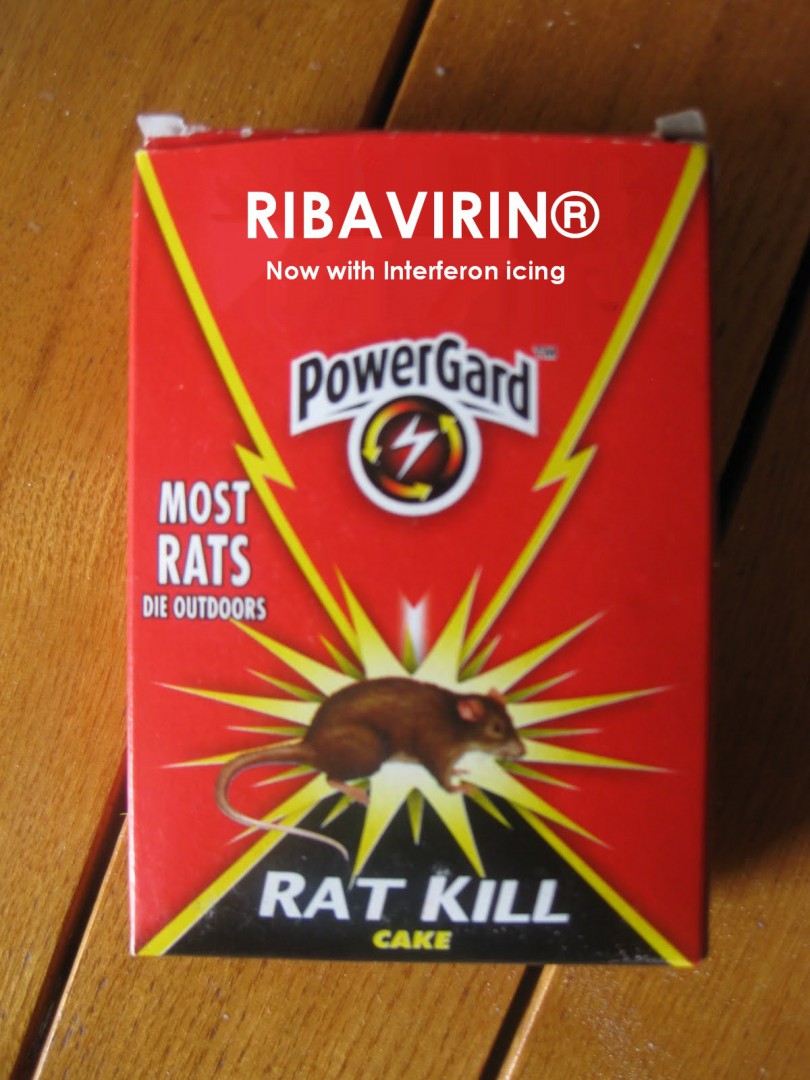 RIBAVIRIN®
Now with Interferon icing
PowerGard™
MOST
RATS
DIE OUTDOORS
RAT KILL
CAKE